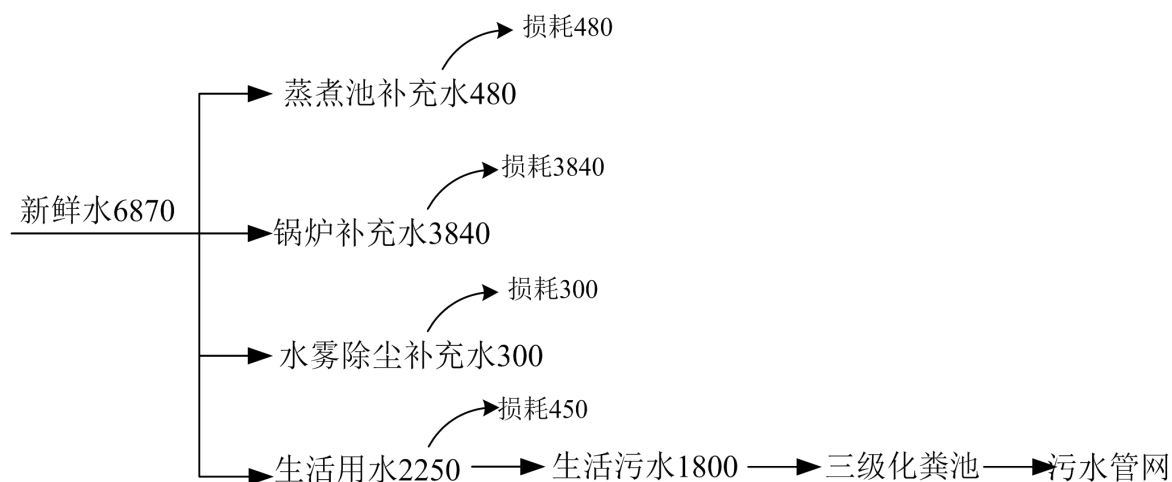 损耗480
蒸煮池补充水480
损耗3840
新鲜水6870
锅炉补充水3840
损耗300
水雾除尘补充水300
损耗450
生活用水2250
生活污水1800
三级化粪池
污水管网